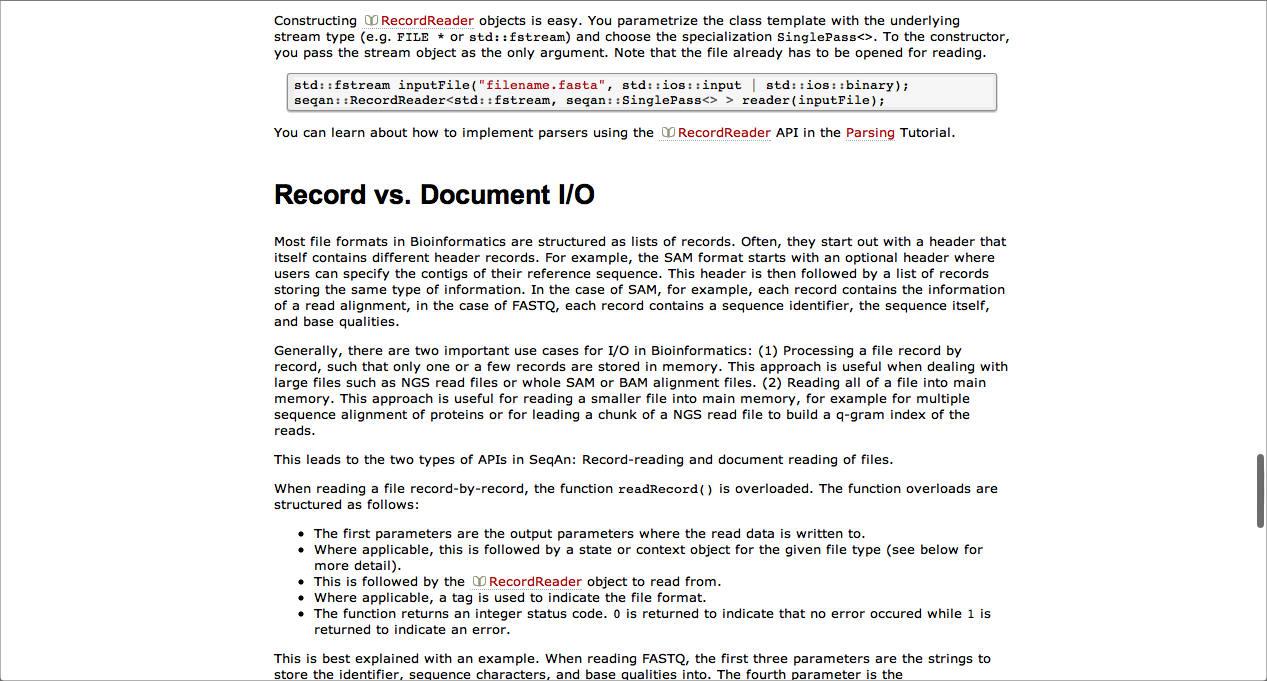 Constructing RecordReader objects is easy. You parametrize the class template with the underlying
stream type (e.g. FILE * or std::fstream) and choose the specialization SinglePass<>. To the constructor,
you pass the stream object as the only argument. Note that the file already has to be opened for reading.
std::fstream inputFile("filename.fasta", std::ios::input | std::ios::binary);
seqan::RecordReader<std::fstream, seqan::SinglePass<> > reader(inputFile);
You can learn about how to implement parsers using the RecordReader API in the Parsing Tutorial.
Record vs. Document I/O
Most file formats in Bioinformatics are structured as lists of records. Often, they start out with a header that
itself contains different header records. For example, the SAM format starts with an optional header where
users can specify the contigs of their reference sequence. This header is then followed by a list of records
storing the same type of information. In the case of SAM, for example, each record contains the information
of a read alignment, in the case of FASTQ, each record contains a sequence identifier, the sequence itself,
and base qualities.
Generally, there are two important use cases for I/O in Bioinformatics: (1) Processing a file record by
record, such that only one or a few records are stored in memory. This approach is useful when dealing with
large files such as NGS read files or whole SAM or BAM alignment files. (2) Reading all of a file into main
memory. This approach is useful for reading a smaller file into main memory, for example for multiple
sequence alignment of proteins or for leading a chunk of a NGS read file to build a q-gram index of the
reads.
This leads to the two types of APIs in SeqAn: Record-reading and document reading of files.
When reading a file record-by-record, the function readRecord() is overloaded. The function overloads are
structured as follows:
• The first parameters are the output parameters where the read data is written to.
• Where applicable, this is followed by a state or context object for the given file type (see below for
more detail).
• This is followed by the RecordReader object to read from.
• Where applicable, a tag is used to indicate the file format.
• The function returns an integer status code. 0 is returned to indicate that no error occured while 1 is
returned to indicate an error.
This is best explained with an example. When reading FASTQ, the first three parameters are the strings to
store the identifier, sequence characters, and base qualities into. The fourth parameter is the